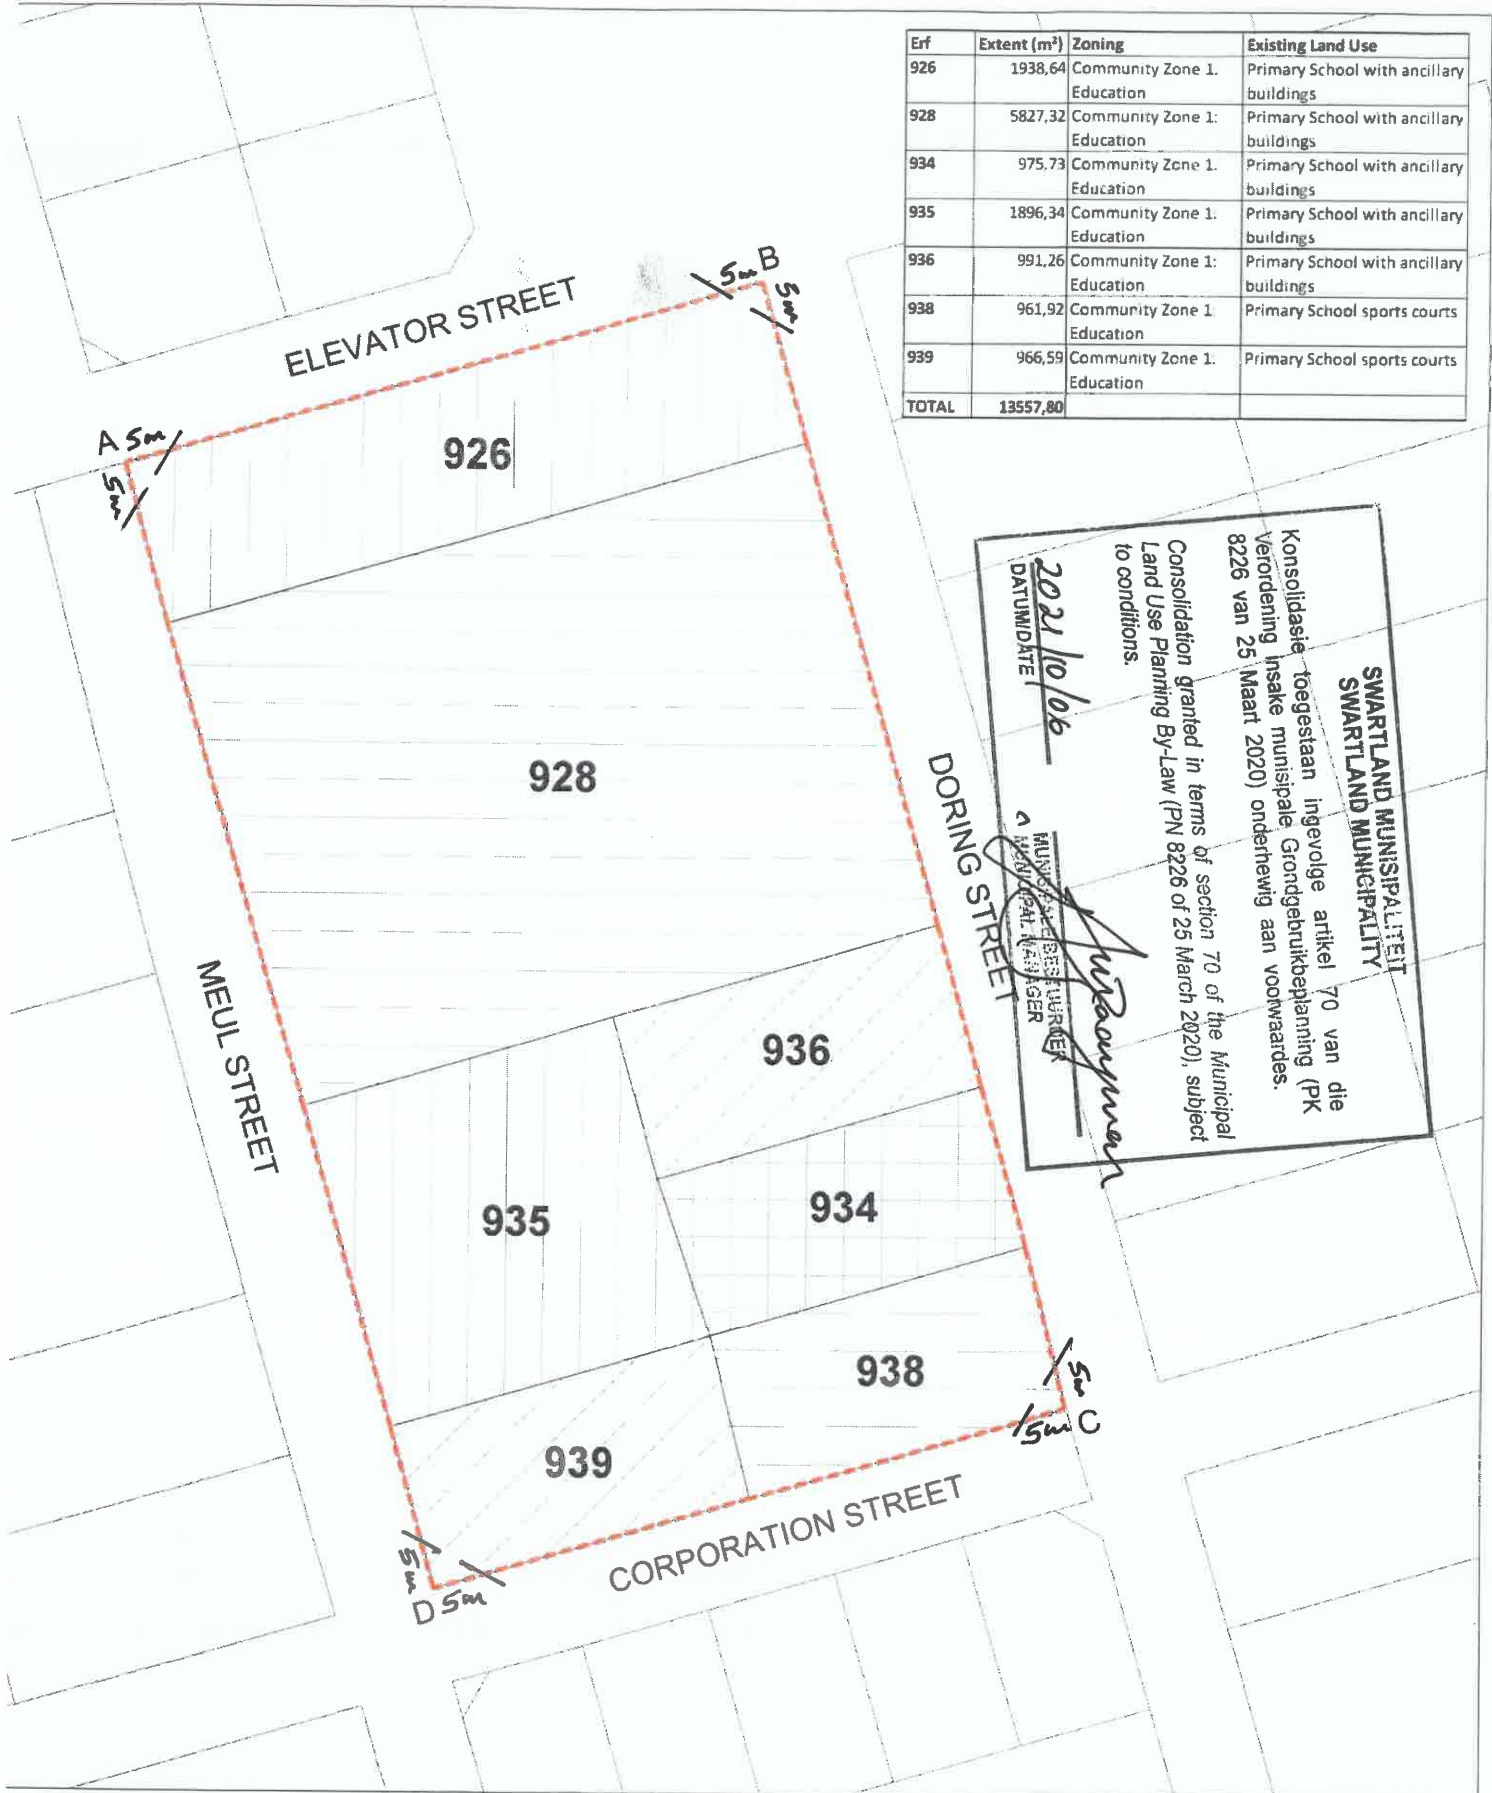 Erf Extent (m²) Zoning Existing Land Use
926 1938,64 Community Zone 1. Primary School with ancillary
Education buildings
928 5827,32 Community Zone 1: Primary School with ancillary
Education buildings
934 975,73 Community Zone 1. Primary School with ancillary
Education buildings
935 1896,34 Community Zone 1. Primary School with ancillary
Education buildings
936 991,26 Community Zone 1: Primary School with ancillary
Education buildings
938 961,92 Community Zone 1 Primary School sports courts
Education
939 966,59 Community Zone 1. Primary School sports courts
Education
TOTAL 13557,80
ELEVATOR STREET
5m B
5m
A 5m
5m
926
928
DORING STREET
MEUL STREET
936
935
934
938
939
5m
5m C
5m
D 5m
CORPORATION STREET
SWARTLAND MUNISIPALITEIT
SWARTLAND MUNICIPALITY
Konsolidasie toegestaan ingevolge artikel 70 van die
Verordening insake munisipale Grondgebruikbeplanning (PK
8226 van 25 Maart 2020) onderhewig aan voorwaardes.
Consolidation granted in terms of section 70 of the Municipal
Land Use Planning By-Law (PN 8226 of 25 March 2020), subject
to conditions.
2021/10/06
DATUM/DATE
MUNISIPALE BESTUURDER
MUNICIPAL MANAGER